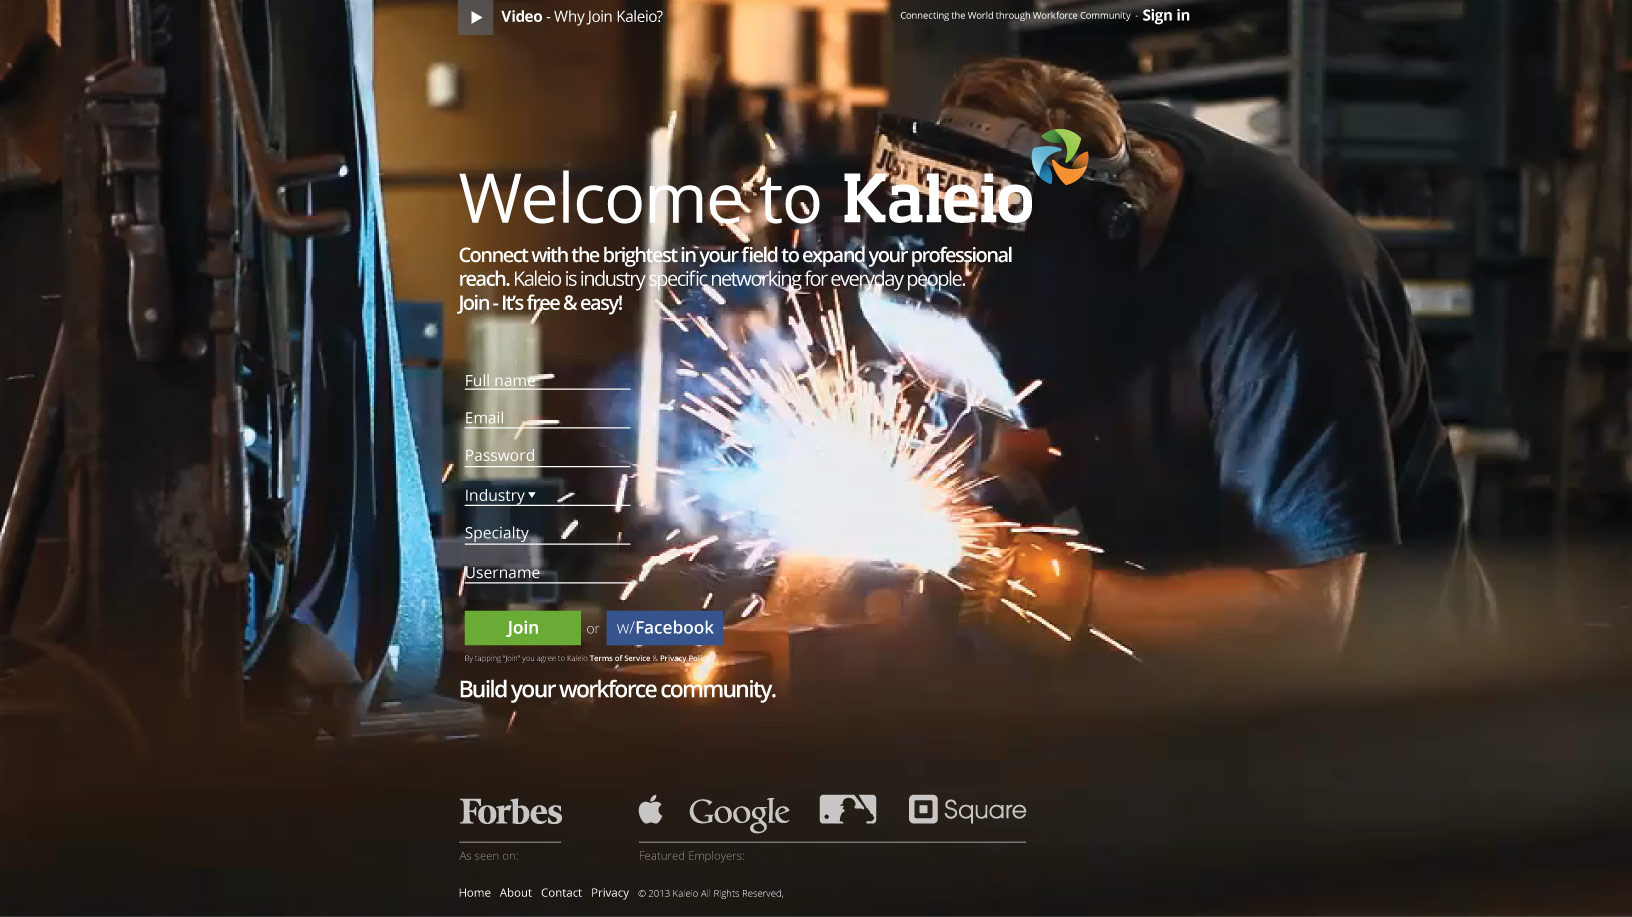 Video - Why Join Kaleio?
Connecting the World through Workforce Community - Sign in
Welcome to Kaleio
Connect with the brightest in your field to expand your professional
reach. Kaleio is industry specific networking for everyday people.
Join - It's free & easy!
Full name
Email
Password
Industry
Specialty
Username
Join or w/Facebook
By tapping "Join" you agree to Kaleio Terms of Service & Privacy Policy
Build your workforce community.
Forbes Google Square
As seen on: Featured Employers:
Home About Contact Privacy © 2013 Kaleio All Rights Reserved.